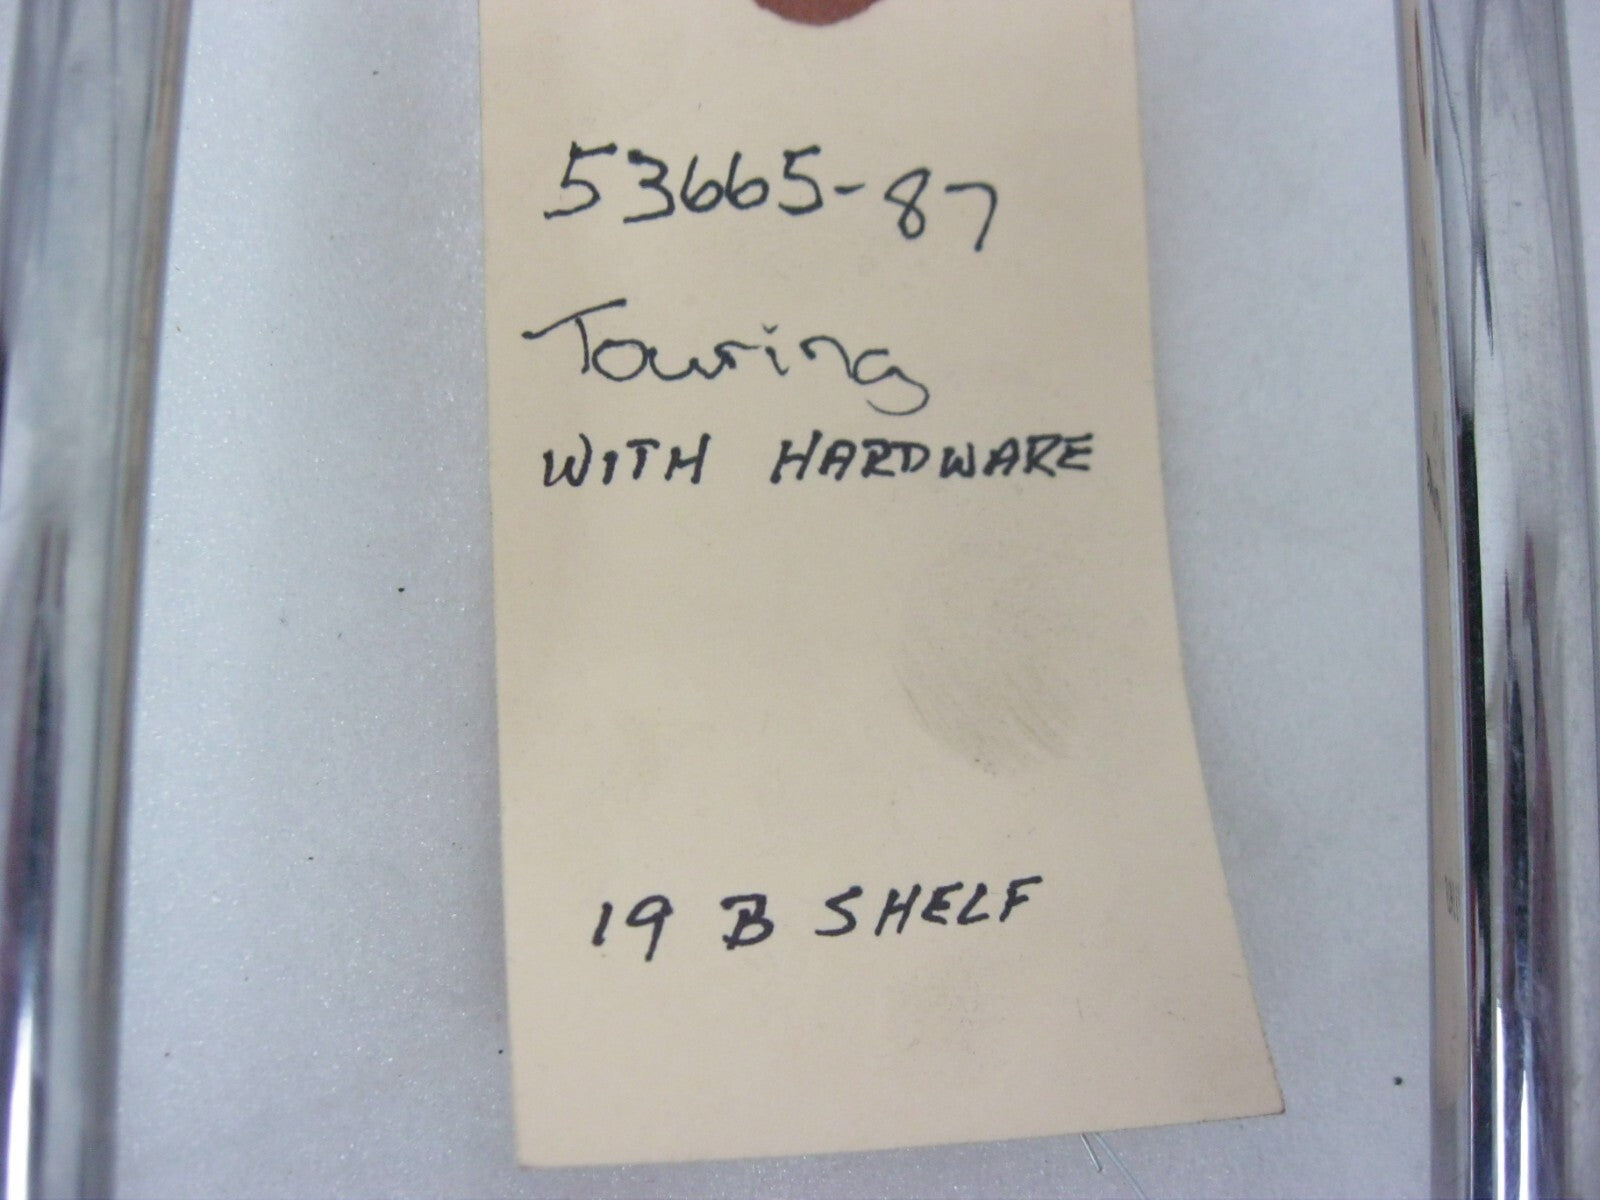 53665-87
Touring
WITH HARDWARE
19 B SHELF